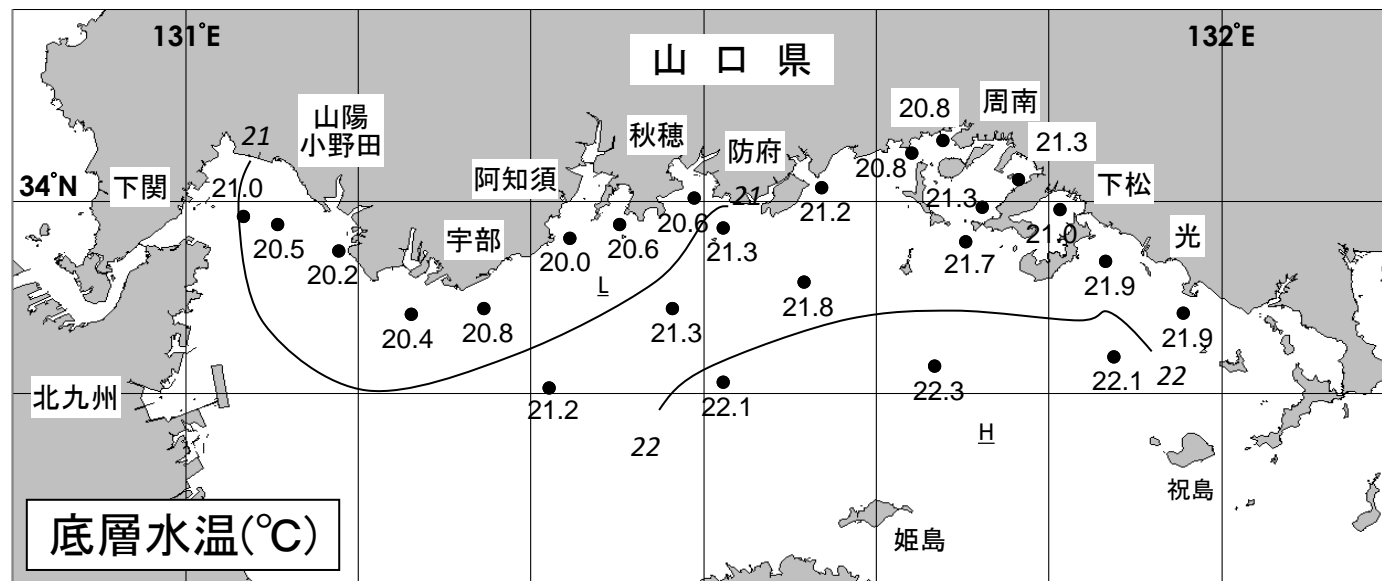 131°E
132°E
山 口 県
20.8
周南
山陽
小野田
21
秋穂
防府
21.3
20.8
34°N
下関
21.0
阿知須
下松
21
21.3
21.2
20.6
20.5
宇部
20.6
21.3
21.0
光
20.0
20.2
21.7
21.9
L
21.8
20.4
20.8
21.3
21.9
22
北九州
21.2
22.1
22.3
22.1
22
H
祝島
底層水温(℃)
姫島